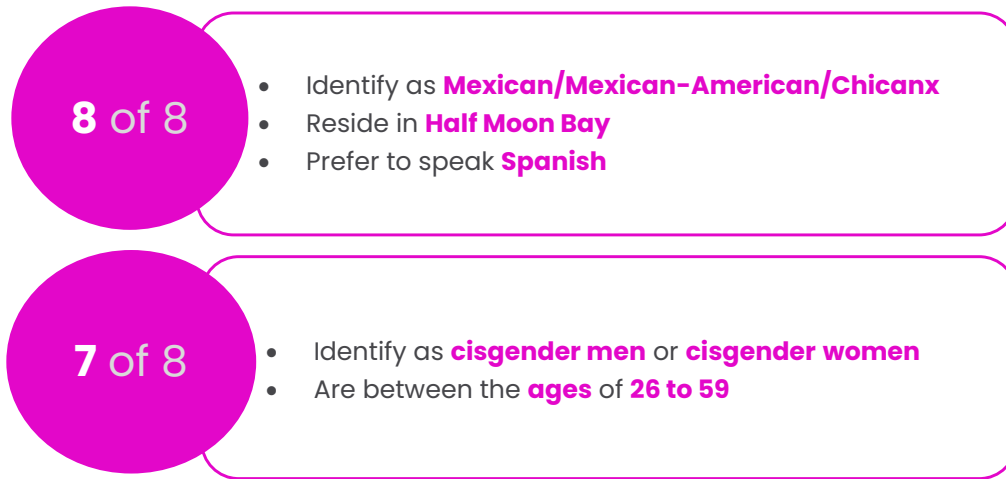 8 of 8
• Identify as Mexican/Mexican-American/Chicanx
• Reside in Half Moon Bay
• Prefer to speak Spanish
7 of 8
• Identify as cisgender men or cisgender women
• Are between the ages of 26 to 59